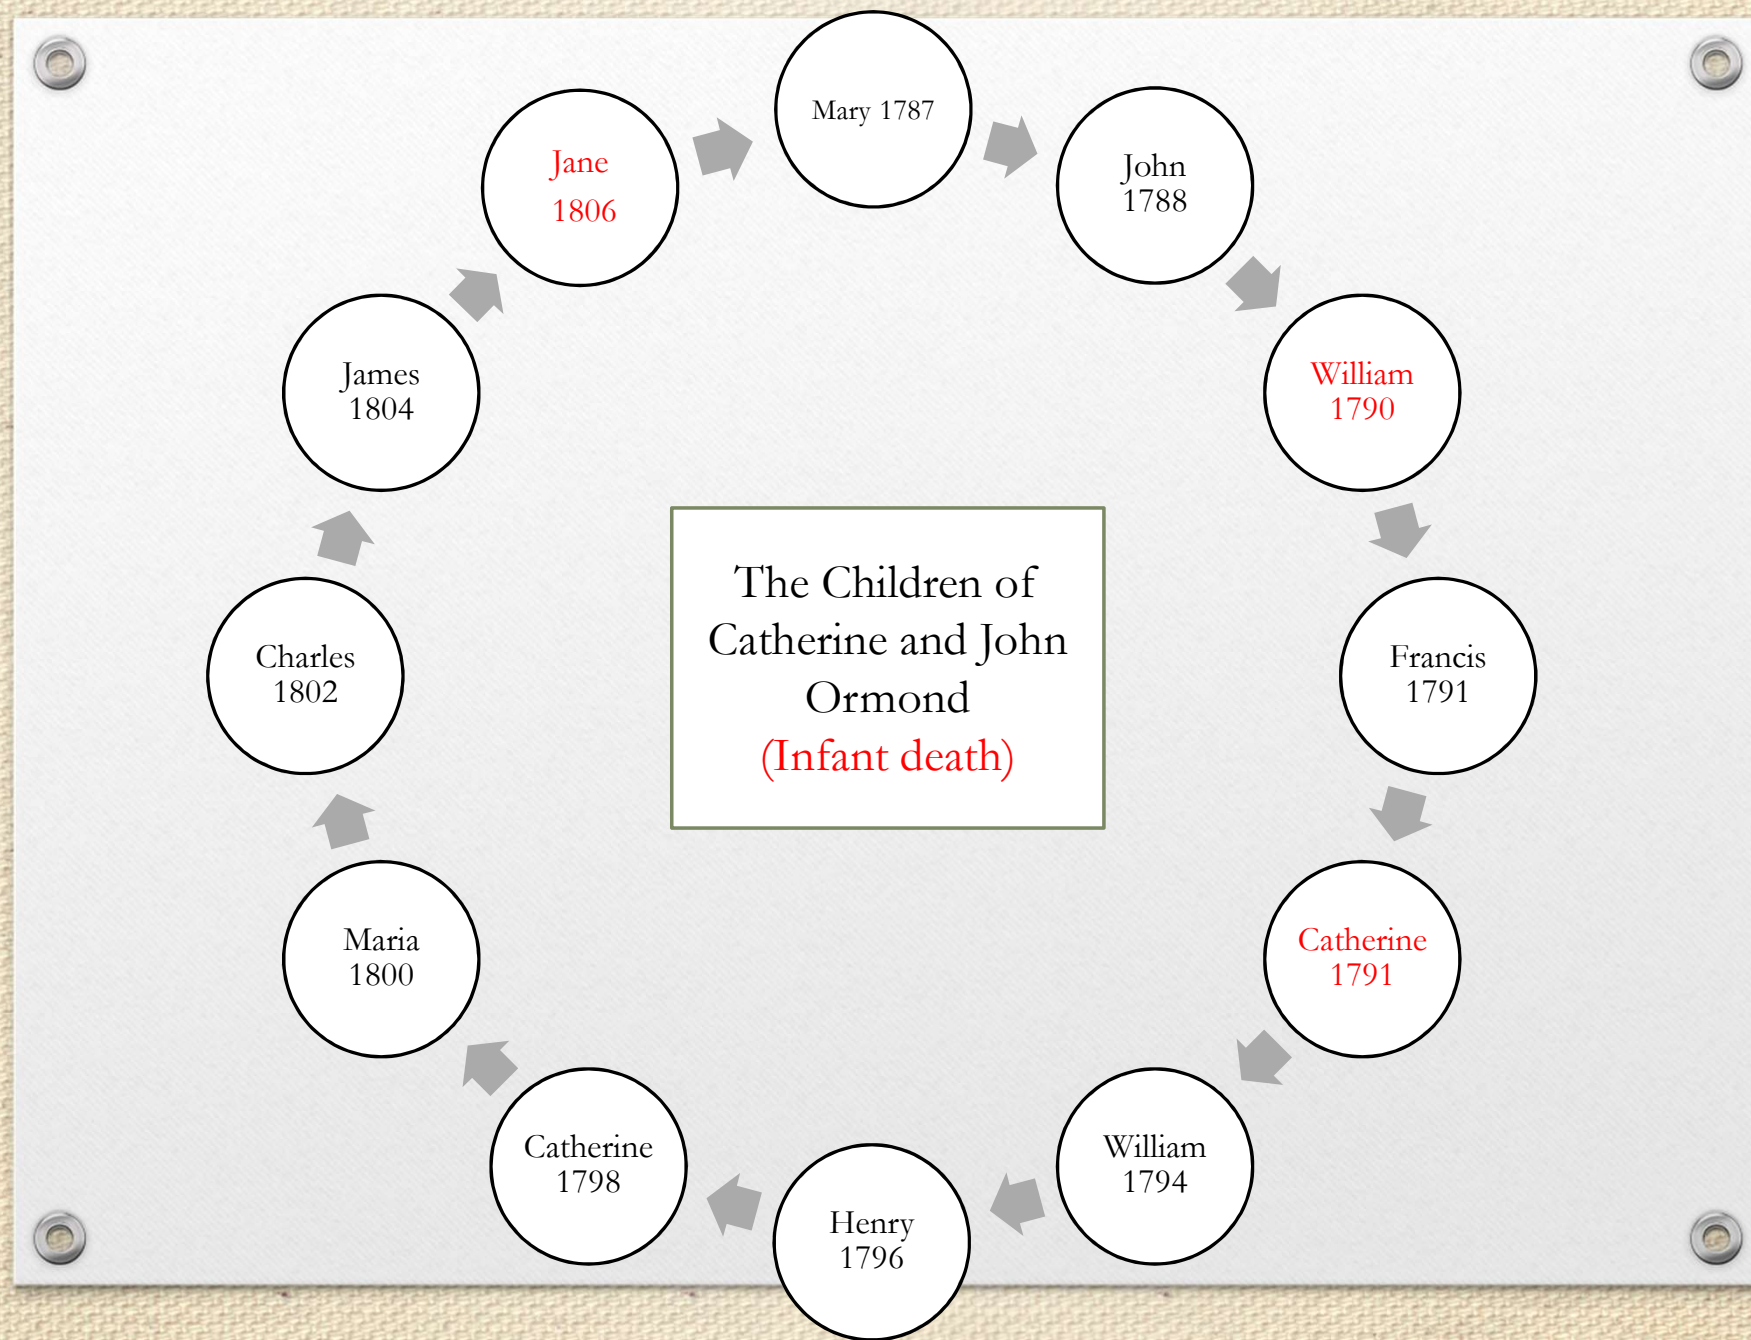 Mary 1787
John
1788
William
1790
Francis
1791
Catherine
1791
William
1794
Henry
1796
Catherine
1798
Maria
1800
Charles
1802
James
1804
Jane
1806
The Children of
Catherine and John
Ormond
(Infant death)